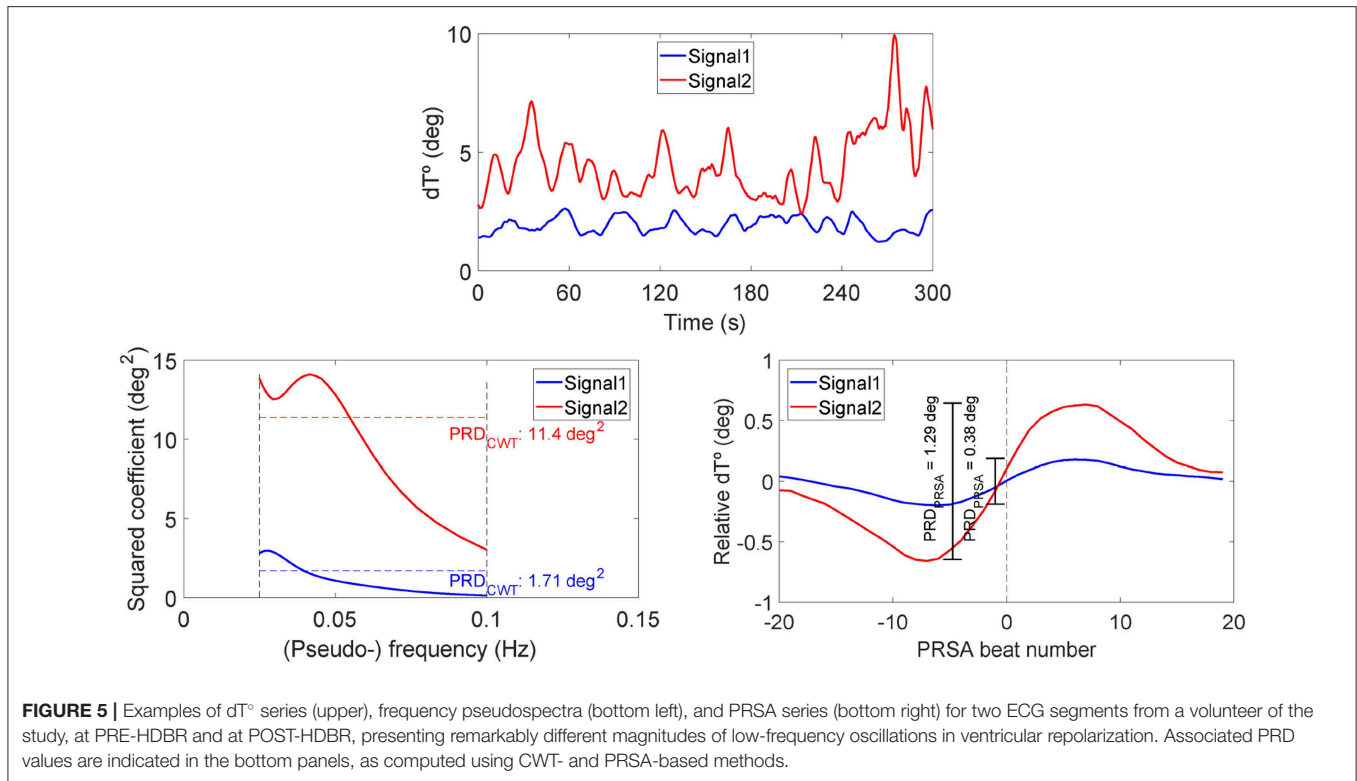 10
5
0
dTº (deg)
Signal1
Signal2
0 60 120 180 240 300
Time (s)
15
10
5
0
Squared coefficient (deg²)
Signal1
Signal2
PRD_CWT: 11.4 deg²
PRD_CWT: 1.71 deg²
0 0.05 0.1 0.15
(Pseudo-) frequency (Hz)
1
0.5
0
-0.5
-1
Relative dTº (deg)
Signal1
Signal2
PRD_PRSA = 1.29 deg
PRD_PRSA = 0.38 deg
-20 -10 0 10 20
PRSA beat number
FIGURE 5 | Examples of dT° series (upper), frequency pseudospectra (bottom left), and PRSA series (bottom right) for two ECG segments from a volunteer of the
study, at PRE-HDBR and at POST-HDBR, presenting remarkably different magnitudes of low-frequency oscillations in ventricular repolarization. Associated PRD
values are indicated in the bottom panels, as computed using CWT- and PRSA-based methods.